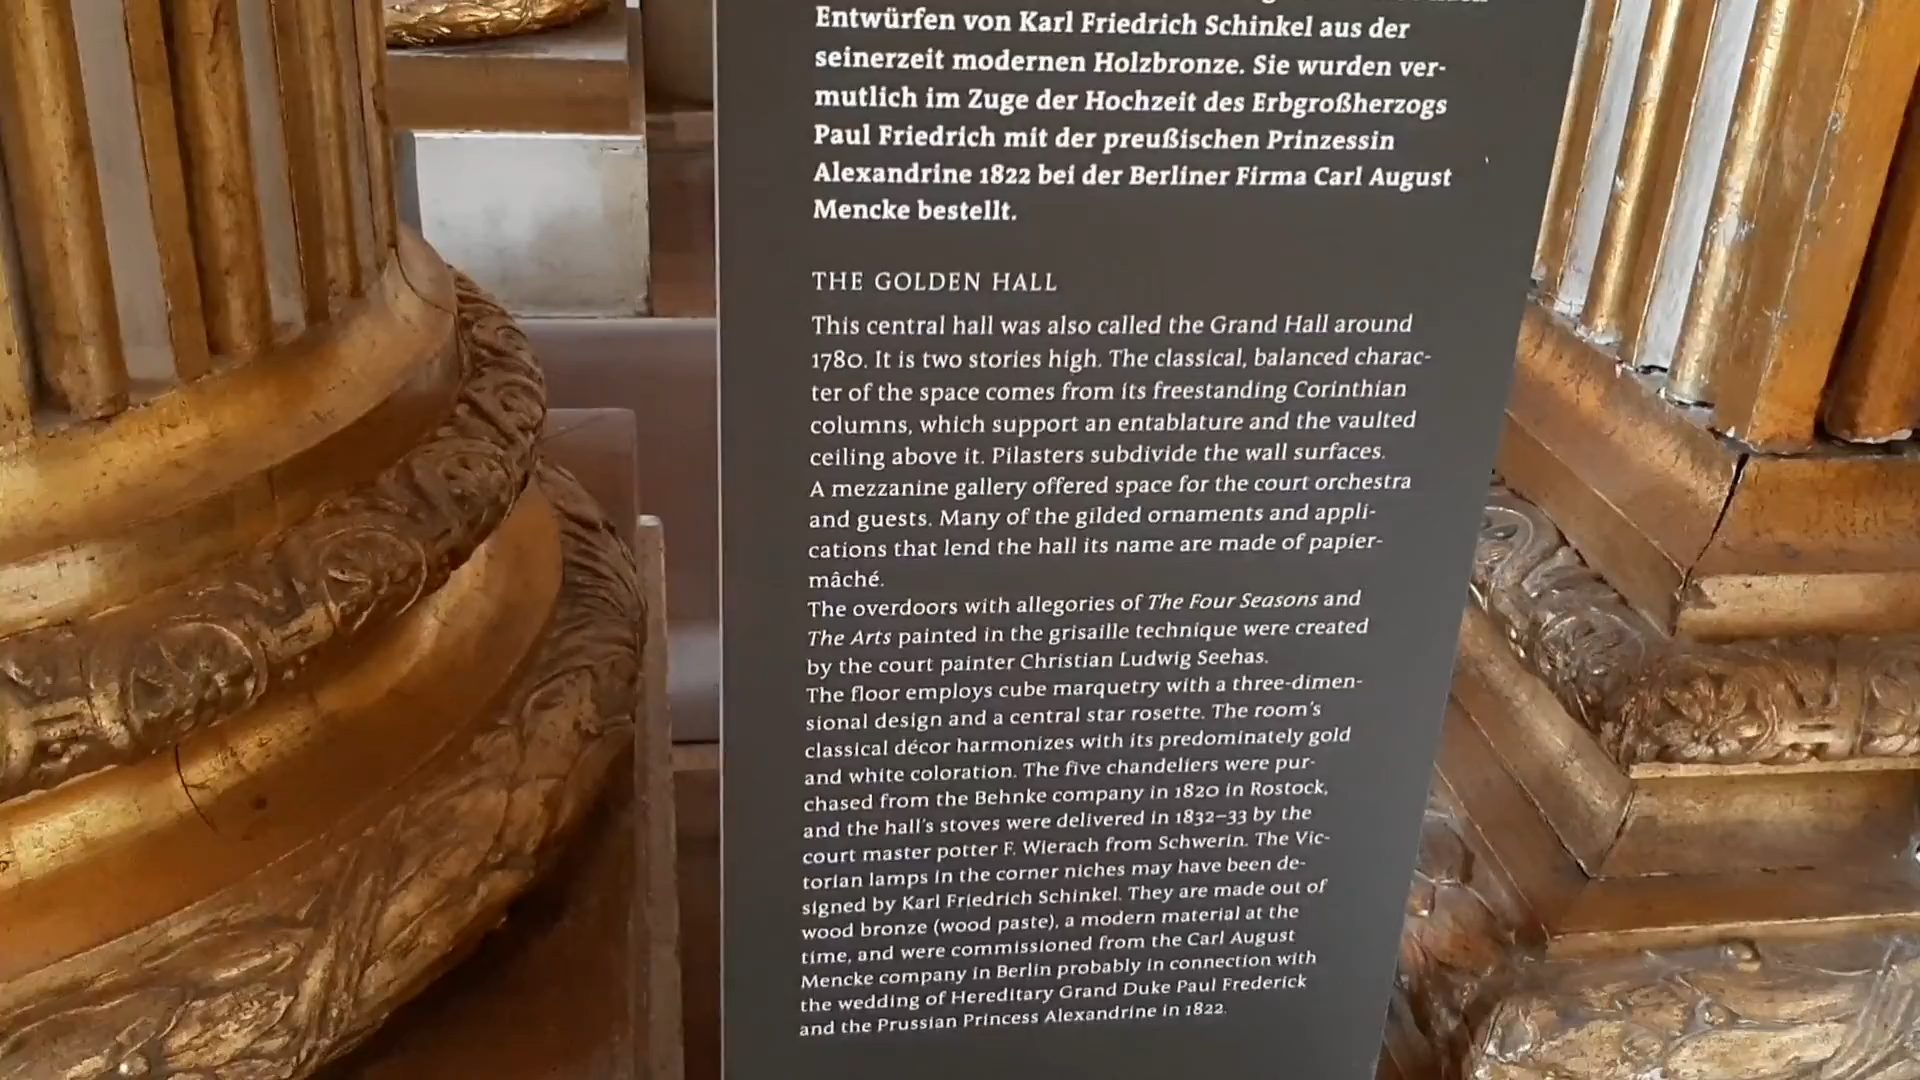 Entwürfen von Karl Friedrich Schinkel aus der
seinerzeit modernen Holzbronze. Sie wurden ver-
mutlich im Zuge der Hochzeit des Erbgroßherzogs
Paul Friedrich mit der preußischen Prinzessin
Alexandrine 1822 bei der Berliner Firma Carl August
Mencke bestellt.
THE GOLDEN HALL
This central hall was also called the Grand Hall around
1780. It is two stories high. The classical, balanced charac-
ter of the space comes from its freestanding Corinthian
columns, which support an entablature and the vaulted
ceiling above it. Pilasters subdivide the wall surfaces.
A mezzanine gallery offered space for the court orchestra
and guests. Many of the gilded ornaments and appli-
cations that lend the hall its name are made of papier-
mâché.
The overdoors with allegories of The Four Seasons and
The Arts painted in the grisaille technique were created
by the court painter Christian Ludwig Seehas.
The floor employs cube marquetry with a three-dimen-
sional design and a central star rosette. The room's
classical décor harmonizes with its predominately gold
and white coloration. The five chandeliers were pur-
chased from the Behnke company in 1820 in Rostock,
and the hall's stoves were delivered in 1832–33 by the
court master potter F. Wierach from Schwerin. The Vic-
torian lamps in the corner niches may have been de-
signed by Karl Friedrich Schinkel. They are made out of
wood bronze (wood paste), a modern material at the
time, and were commissioned from the Carl August
Mencke company in Berlin probably in connection with
the wedding of Hereditary Grand Duke Paul Frederick
and the Prussian Princess Alexandrine in 1822.